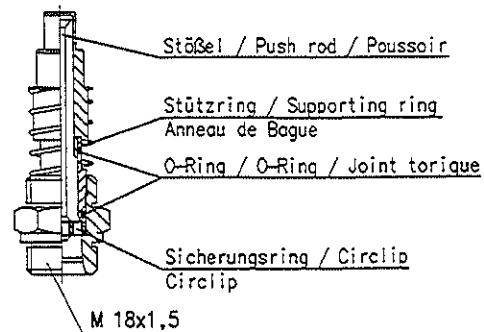 Stößel / Push rod / Poussoir
Stützring / Supporting ring
Anneau de Bague
O-Ring / O-Ring / Joint torique
Sicherungsring / Circlip
Circlip
M 18x1,5